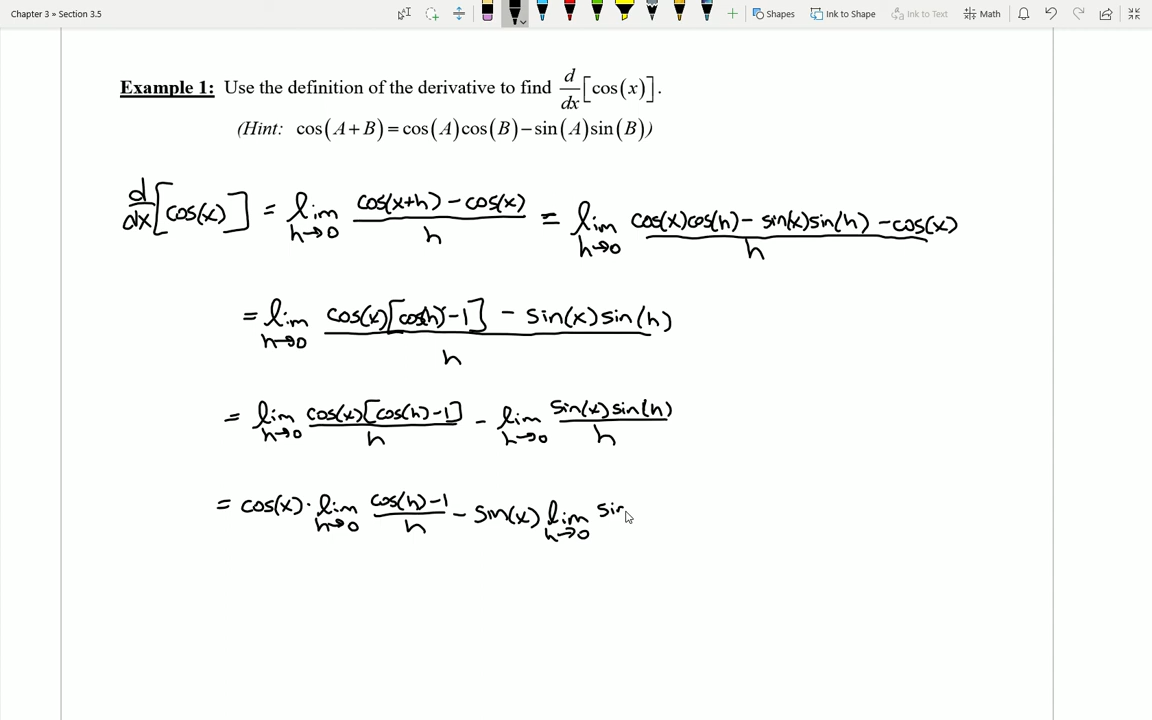 Chapter 3 » Section 3.5
Shapes Ink to Shape Ink to Text Math
Example 1: Use the definition of the derivative to find d/dx [cos(x)].
(Hint: cos(A+B)=cos(A)cos(B)−sin(A)sin(B))
d/dx [cos(x)] = lim h→0 (cos(x+h) − cos(x))/h = lim h→0 (cos(x)cos(h) − sin(x)sin(h) − cos(x))/h
= lim h→0 (cos(x)[cos(h)−1] − sin(x)sin(h))/h
= lim h→0 cos(x)[cos(h)−1]/h − lim h→0 sin(x)sin(h)/h
= cos(x)· lim h→0 (cos(h)−1)/h − sin(x) lim h→0 sin